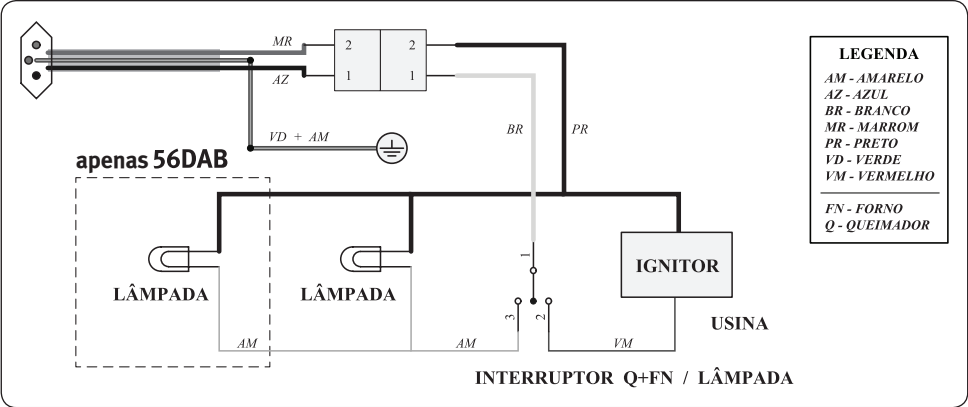 MR
2
2
AZ
1
1
VD + AM
BR
PR
apenas 56DAB
LÂMPADA
LÂMPADA
IGNITOR
USINA
1
3
2
AM
AM
VM
INTERRUPTOR Q+FN / LÂMPADA
LEGENDA
AM - AMARELO
AZ - AZUL
BR - BRANCO
MR - MARROM
PR - PRETO
VD - VERDE
VM - VERMELHO
FN - FORNO
Q - QUEIMADOR